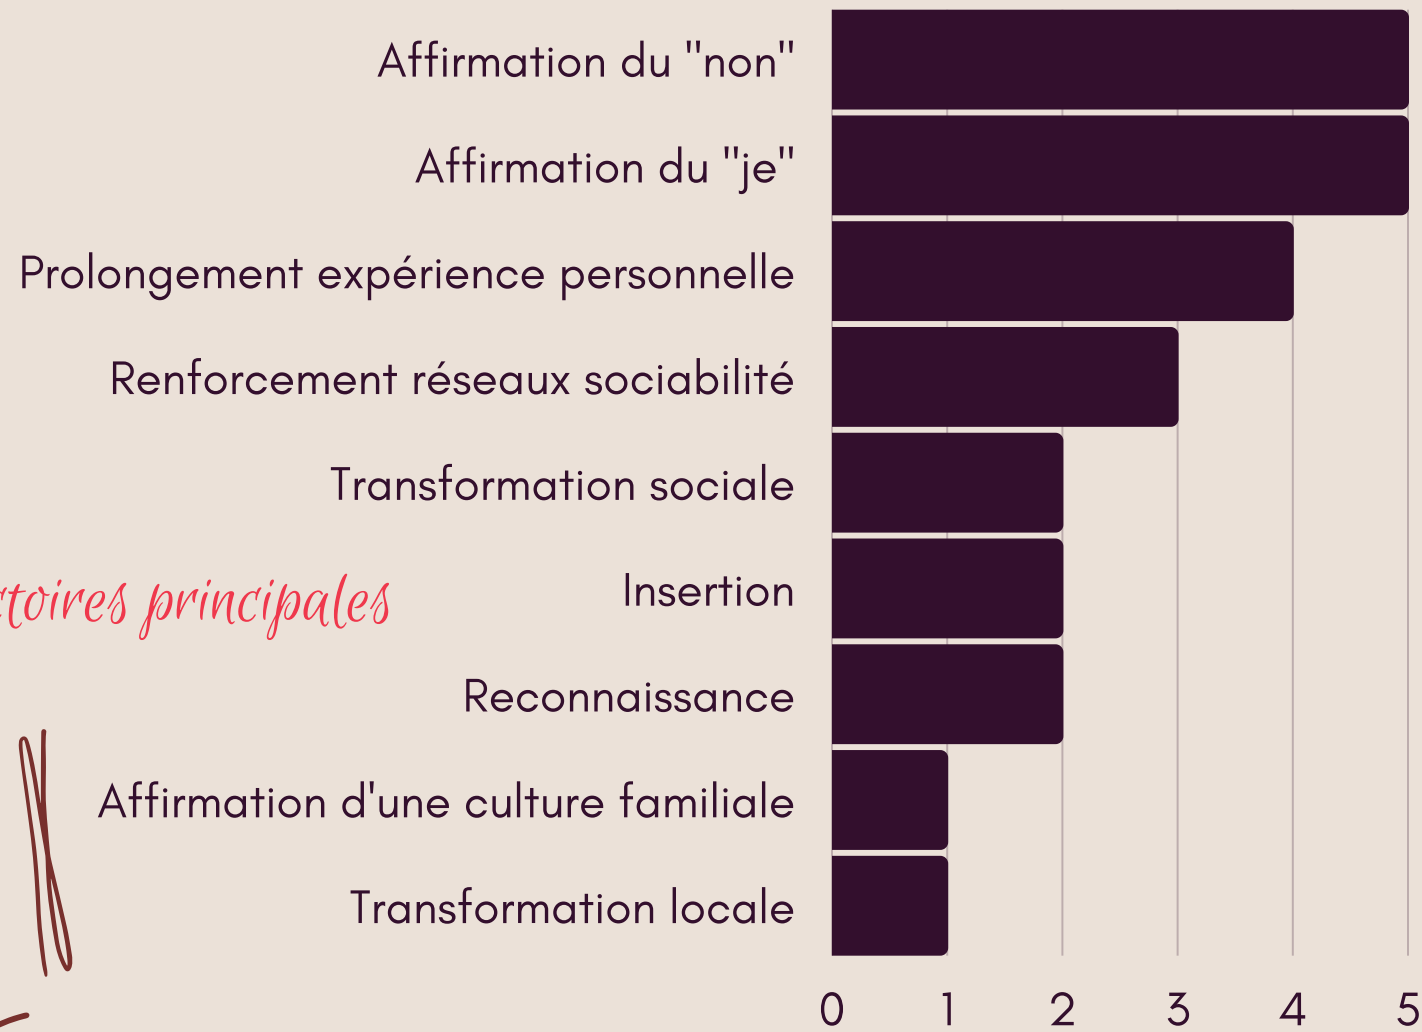 Affirmation du "non"
Affirmation du "je"
Prolongement expérience personnelle
Renforcement réseaux sociabilité
Transformation sociale
Insertion
principales
Reconnaissance
Affirmation d'une culture familiale
Transformation locale
0 1 2 3 4 5